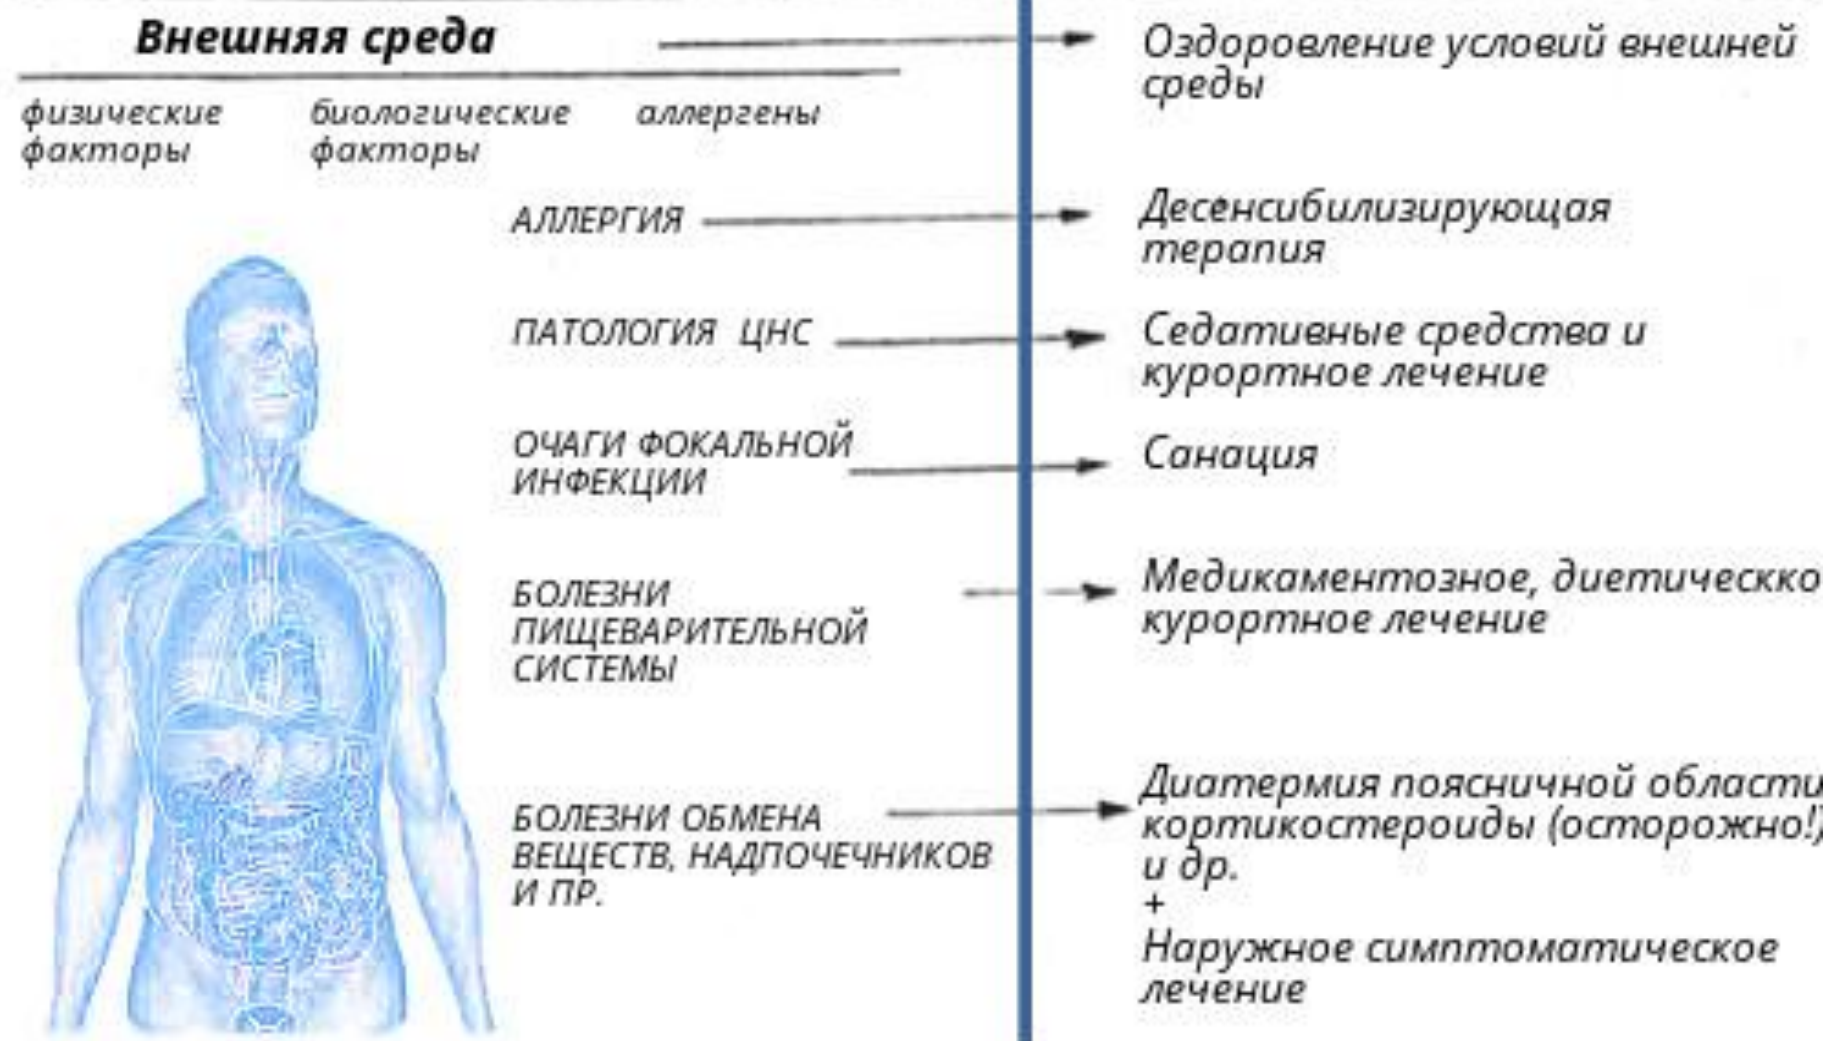 Внешняя среда
физические
факторы
биологические
факторы
аллергены
АЛЛЕРГИЯ
ПАТОЛОГИЯ ЦНС
ОЧАГИ ФОКАЛЬНОЙ
ИНФЕКЦИИ
БОЛЕЗНИ
ПИЩЕВАРИТЕЛЬНОЙ
СИСТЕМЫ
БОЛЕЗНИ ОБМЕНА
ВЕЩЕСТВ, НАДПОЧЕЧНИКОВ
И ПР.
Оздоровление условий внешней
среды
Десенсибилизирующая
терапия
Седативные средства и
курортное лечение
Санация
Медикаментозное, диетическко
курортное лечение
Диатермия поясничной области
кортикостероиды (осторожно!)
и др.
+
Наружное симптоматическое
лечение